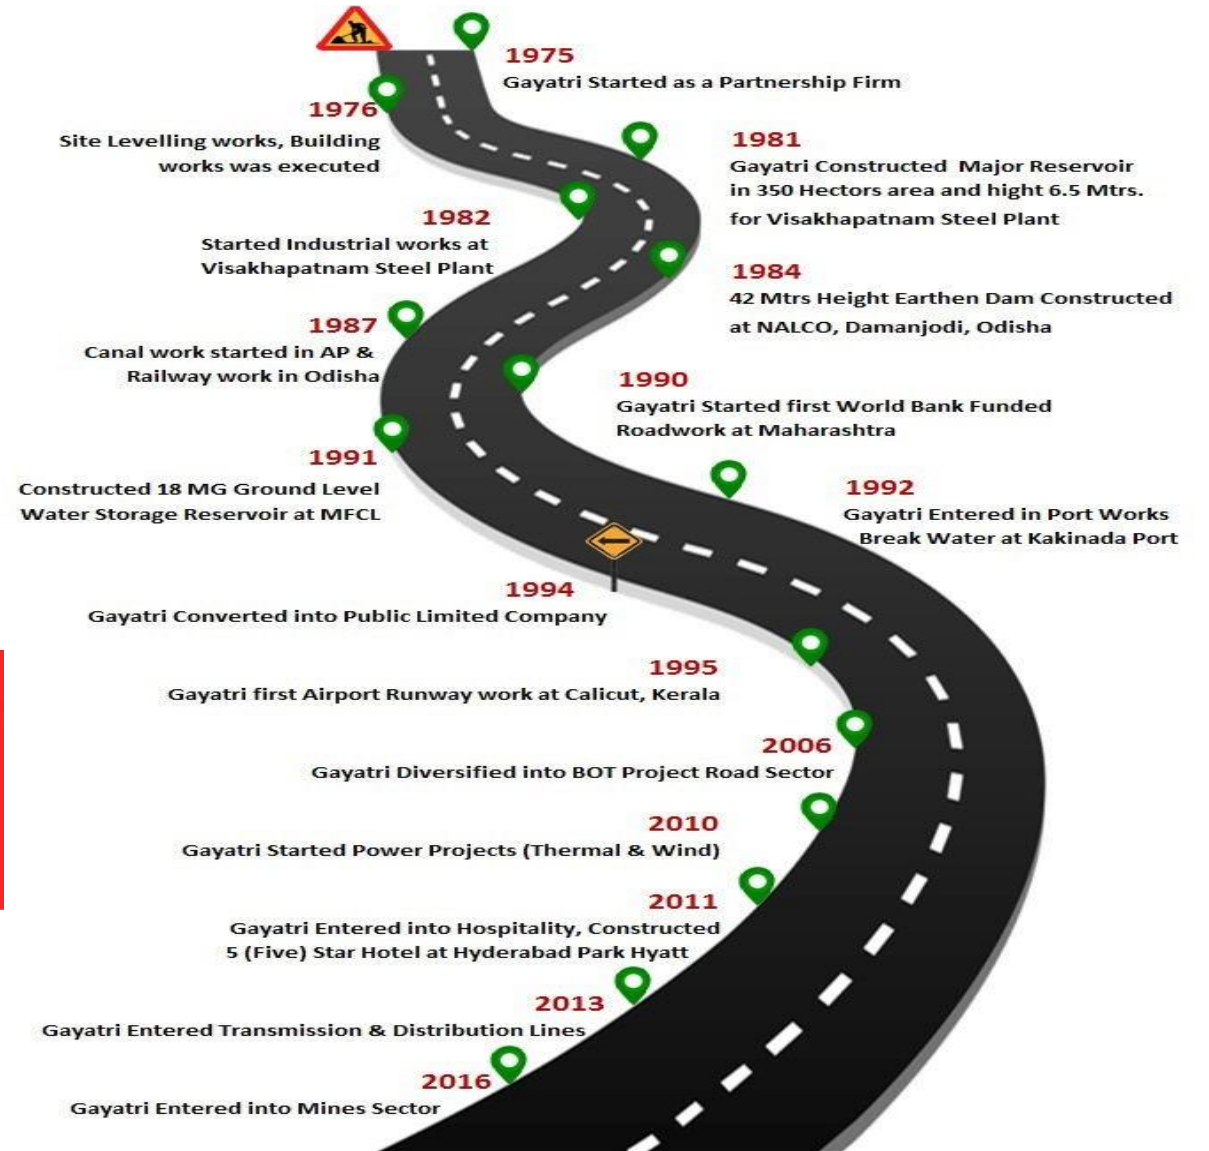 1975
Gayatri Started as a Partnership Firm
1976
Site Levelling works, Building
works was executed
1981
Gayatri Constructed Major Reservoir
in 350 Hectors area and hight 6.5 Mtrs.
for Visakhapatnam Steel Plant
1982
Started Industrial works at
Visakhapatnam Steel Plant
1984
42 Mtrs Height Earthen Dam Constructed
at NALCO, Damanjodi, Odisha
1987
Canal work started in AP &
Railway work in Odisha
1990
Gayatri Started first World Bank Funded
Roadwork at Maharashtra
1991
Constructed 18 MG Ground Level
Water Storage Reservoir at MFCL
1992
Gayatri Entered in Port Works
Break Water at Kakinada Port
1994
Gayatri Converted into Public Limited Company
1995
Gayatri first Airport Runway work at Calicut, Kerala
2006
Gayatri Diversified into BOT Project Road Sector
2010
Gayatri Started Power Projects (Thermal & Wind)
2011
Gayatri Entered into Hospitality, Constructed
5 (Five) Star Hotel at Hyderabad Park Hyatt
2013
Gayatri Entered Transmission & Distribution Lines
2016
Gayatri Entered into Mines Sector